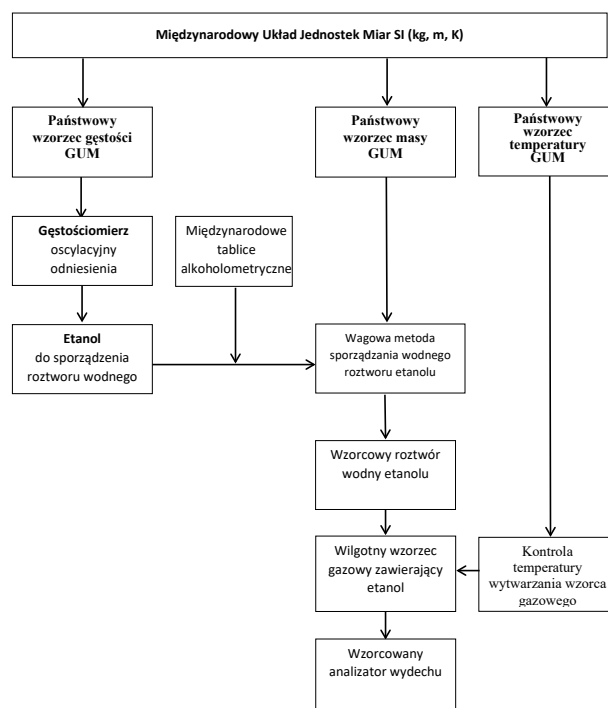 Międzynarodowy Układ Jednostek Miar SI (kg, m, K)
Państwowy
wzorzec gęstości
GUM
Państwowy
wzorzec masy
GUM
Państwowy
wzorzec
temperatury
GUM
Gęstościomierz
oscylacyjny
odniesienia
Międzynarodowe
tablice
alkoholometryczne
Etanol
do sporządzenia
roztworu wodnego
Wagowa metoda
sporządzania wodnego
roztworu etanolu
Wzorcowy roztwór
wodny etanolu
Wilgotny wzorzec
gazowy zawierający
etanol
Kontrola
temperatury
wytwarzania wzorca
gazowego
Wzorcowany
analizator wydechu